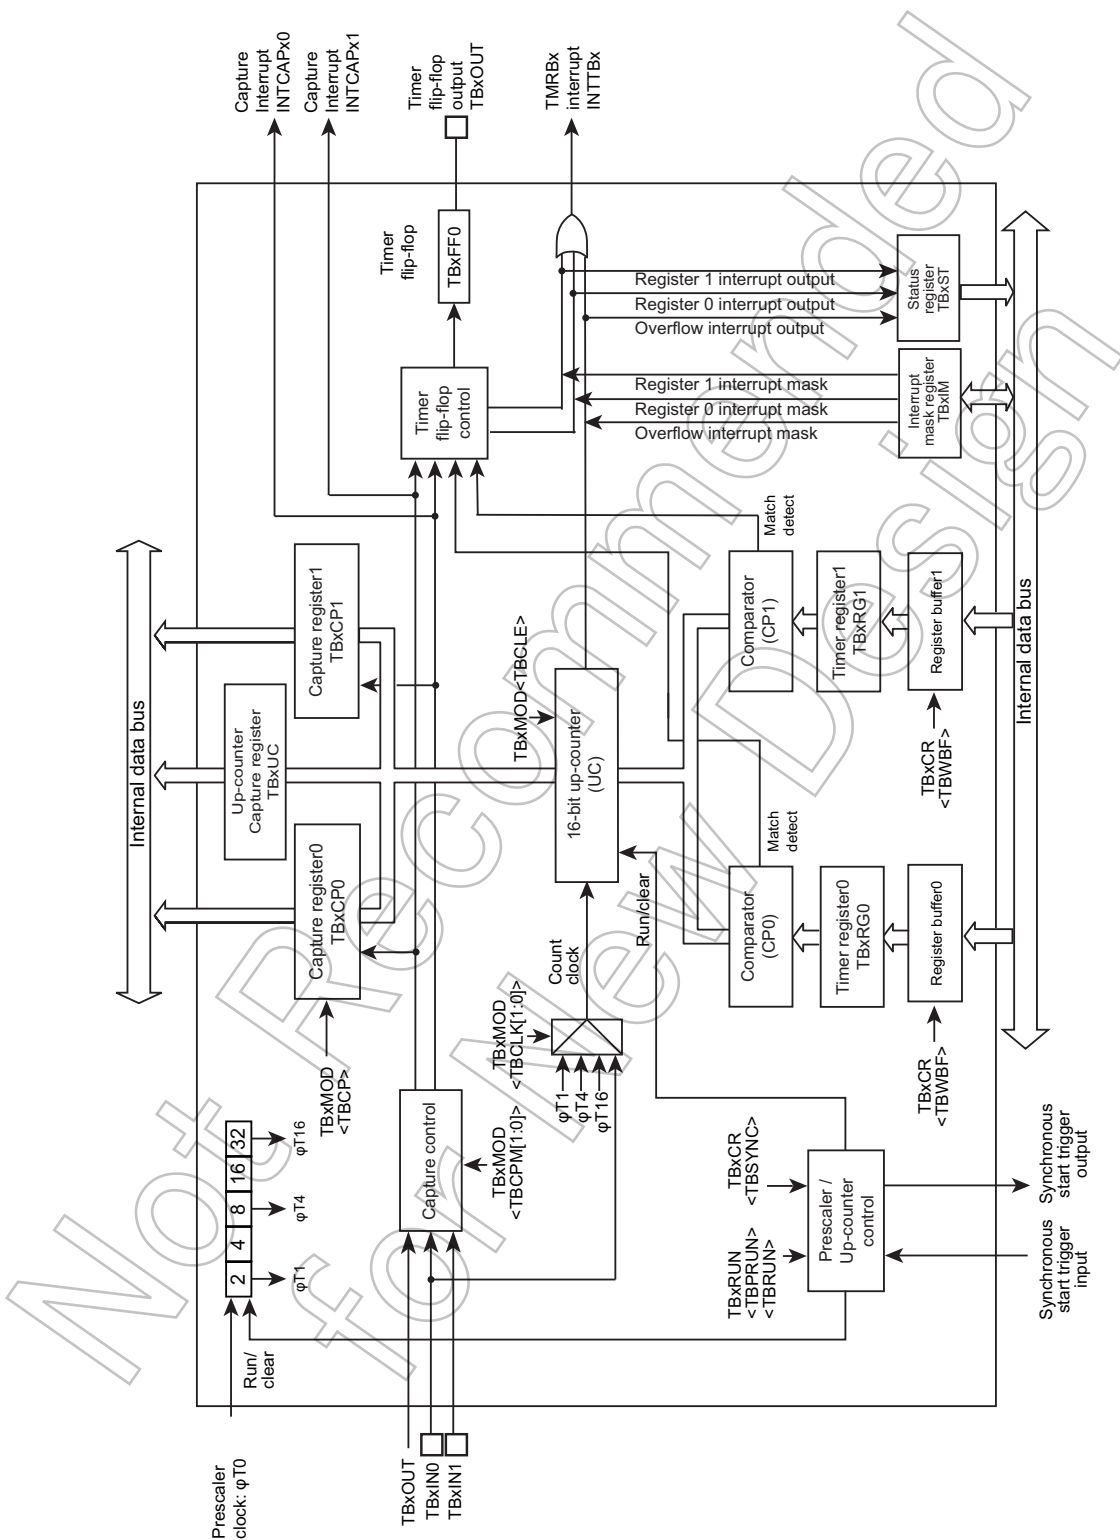 Prescaler
clock: φT0
Run/
clear
2
4
8
16
32
φT1
φT4
φT16
TBxMOD
<TBCP>
Internal data bus
Capture register0
TBxCP0
Up-counter
Capture register
TBxUC
Capture register1
TBxCP1
Capture
Interrupt
INTCAPx0
Capture
Interrupt
INTCAPx1
TBxOUT
TBxIN0
TBxIN1
Capture control
TBxMOD
<TBCPM[1:0]>
Timer
flip-flop
control
Timer
flip-flop
TBxFF0
Timer
flip-flop
output
TBxOUT
TBxMOD
<TBCLK[1:0]>
φT1
φT4
φT16
Count
clock
TBxMOD<TBCLE>
16-bit up-counter
(UC)
TMRBx
interrupt
INTTBx
Run/clear
Register 1 interrupt output
Register 0 interrupt output
Overflow interrupt output
Register 1 interrupt mask
Register 0 interrupt mask
Overflow interrupt mask
Match
detect
Match
detect
Comparator
(CP0)
Comparator
(CP1)
TBxRUN
<TBPRUN>
<TBRUN>
TBxCR
<TBSYNC>
Prescaler /
Up-counter
control
Timer register0
TBxRG0
Timer register1
TBxRG1
Register buffer0
Register buffer1
TBxCR
<TBWBF>
TBxCR
<TBWBF>
Interrupt
mask register
TBxIM
Status
register
TBxST
Internal data bus
Synchronous
start trigger
input
Synchronous
start trigger
output
Not Recommended
for New Design